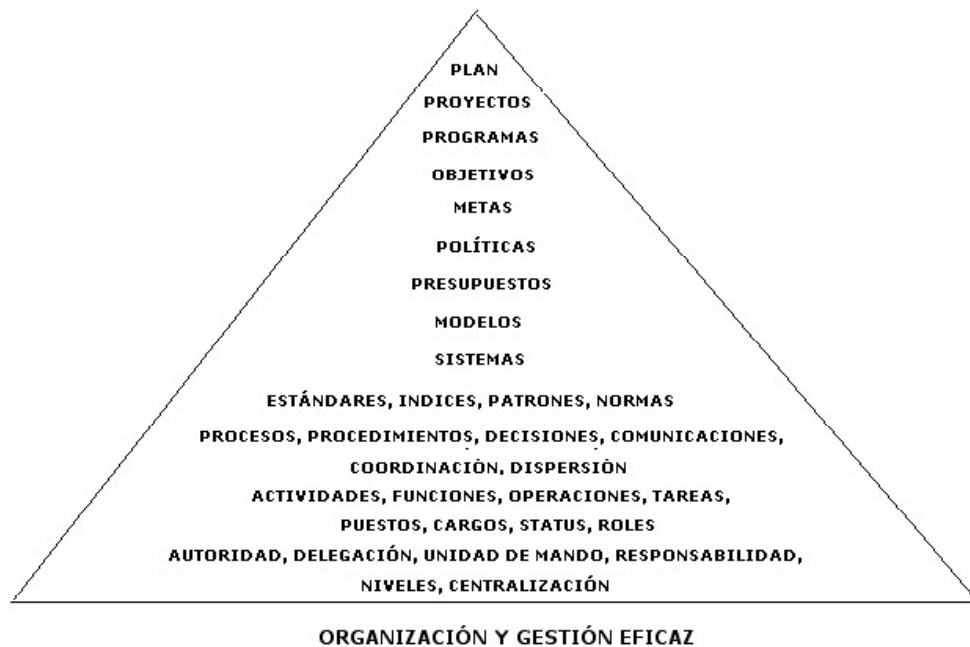 PLAN
PROYECTOS
PROGRAMAS
OBJETIVOS
METAS
POLÍTICAS
PRESUPUESTOS
MODELOS
SISTEMAS
ESTÁNDARES, INDICES, PATRONES, NORMAS
PROCESOS, PROCEDIMIENTOS, DECISIONES, COMUNICACIONES,
COORDINACIÓN, DISPERSIÓN
ACTIVIDADES, FUNCIONES, OPERACIONES, TAREAS,
PUESTOS, CARGOS, STATUS, ROLES
AUTORIDAD, DELEGACIÓN, UNIDAD DE MANDO, RESPONSABILIDAD,
NIVELES, CENTRALIZACIÓN
ORGANIZACIÓN Y GESTIÓN EFICAZ